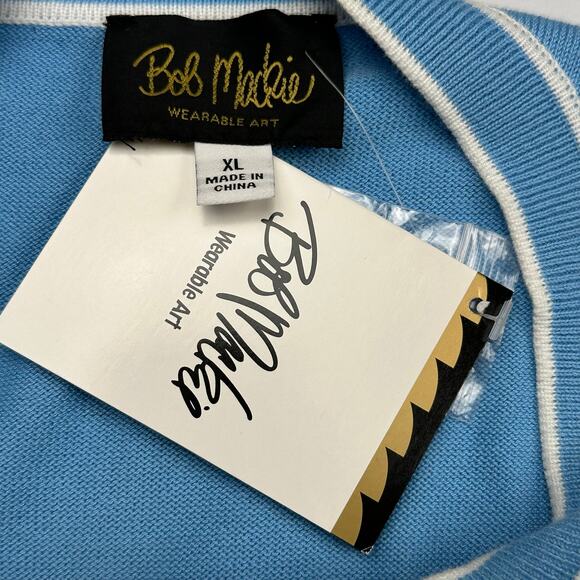 Bob Mackie
WEARABLE ART
XL
MADE IN
CHINA
Bob Mackie
Wearable Art